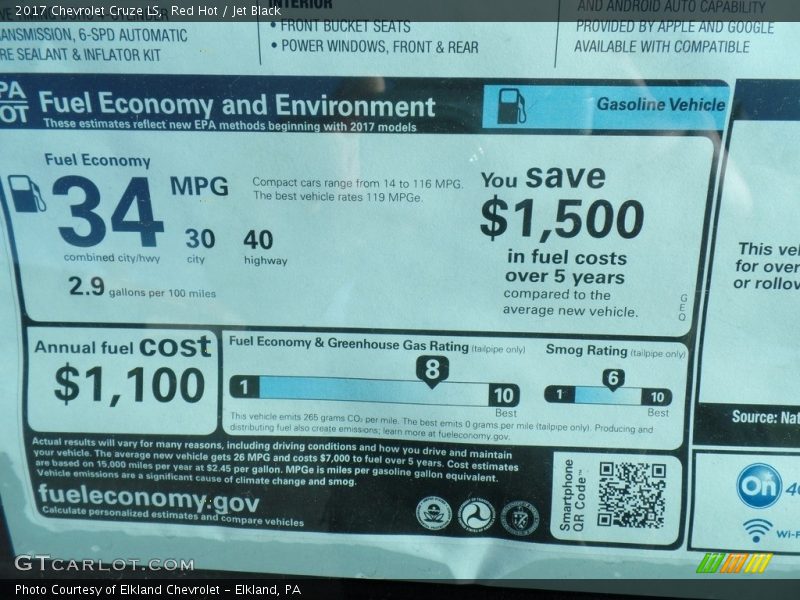 2017 Chevrolet Cruze LS, Red Hot / Jet Black
INTERIOR
6-SPD AUTOMATIC
SEALANT & INFLATOR KIT
• FRONT BUCKET SEATS
• POWER WINDOWS, FRONT & REAR
AND ANDROID AUTO CAPABILITY
PROVIDED BY APPLE AND GOOGLE
AVAILABLE WITH COMPATIBLE
Fuel Economy and Environment
These estimates reflect new EPA methods beginning with 2017 models
Gasoline Vehicle
Fuel Economy
34 MPG
combined city/hwy
30
city
40
highway
2.9 gallons per 100 miles
Compact cars range from 14 to 116 MPG.
The best vehicle rates 119 MPGe.
You save
$1,500
in fuel costs
over 5 years
compared to the
average new vehicle.
GEQ
Annual fuel cost
$1,100
Fuel Economy & Greenhouse Gas Rating (tailpipe only)
1
8
10
Best
Smog Rating (tailpipe only)
1
6
10
Best
This vehicle emits 265 grams CO₂ per mile. The best emits 0 grams per mile (tailpipe only). Producing and
distributing fuel also create emissions; learn more at fueleconomy.gov.
Actual results will vary for many reasons, including driving conditions and how you drive and maintain
your vehicle. The average new vehicle gets 26 MPG and costs $7,000 to fuel over 5 years. Cost estimates
are based on 15,000 miles per year at $2.45 per gallon. MPGe is miles per gasoline gallon equivalent.
Vehicle emissions are a significant cause of climate change and smog.
fueleconomy.gov
Calculate personalized estimates and compare vehicles
Smartphone
QR Code™
This
for over
or
Source:
On
GTCarLot.com
Photo Courtesy of Elkland Chevrolet - Elkland, PA